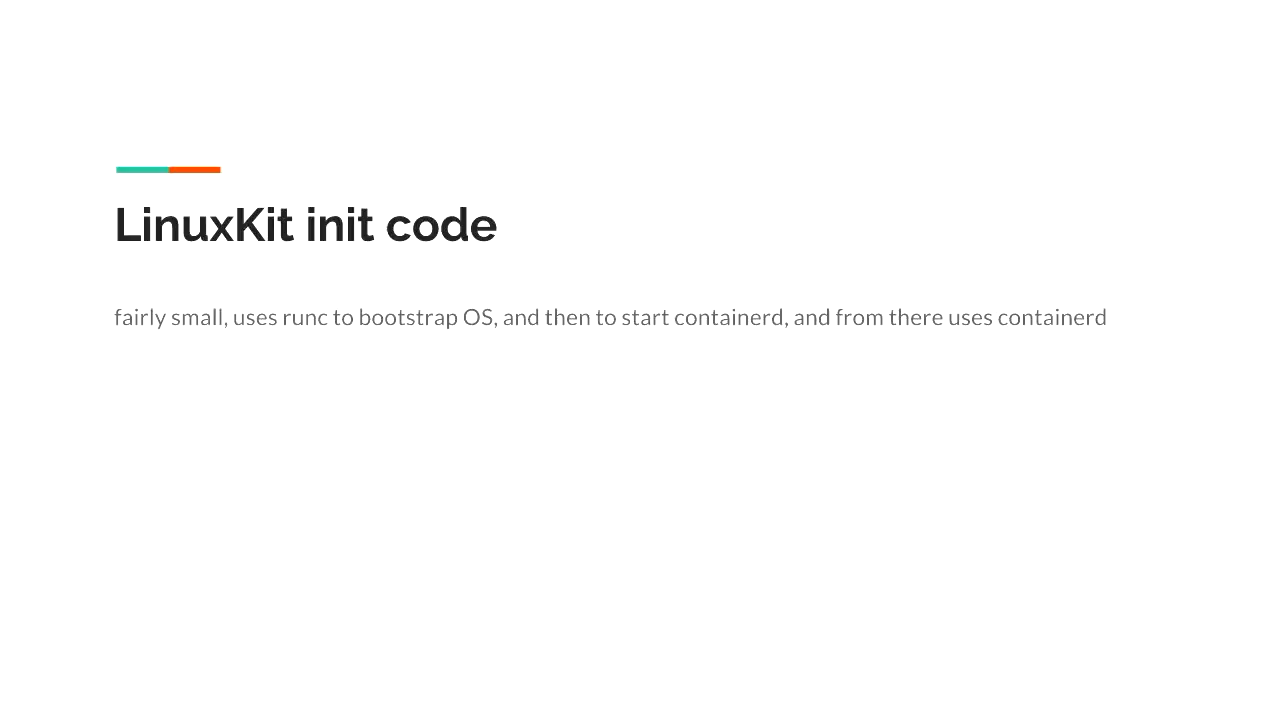 LinuxKit init code
fairly small, uses runc to bootstrap OS, and then to start containerd, and from there uses containerd